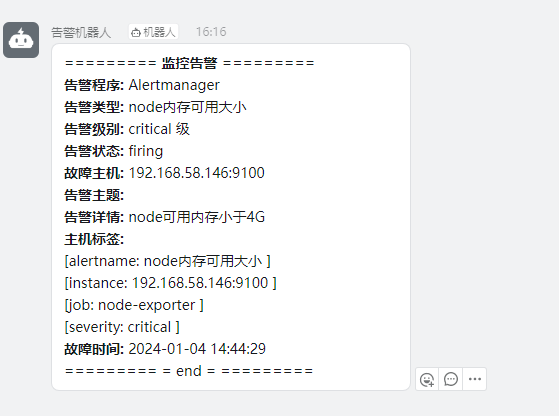 告警机器人 机器人 16:16
========= 监控告警 =========
告警程序: Alertmanager
告警类型: node内存可用大小
告警级别: critical 级
告警状态: firing
故障主机: 192.168.58.146:9100
告警主题:
告警详情: node可用内存小于4G
主机标签:
[alertname: node内存可用大小 ]
[instance: 192.168.58.146:9100 ]
[job: node-exporter ]
[severity: critical ]
故障时间: 2024-01-04 14:44:29
========= = end = =========